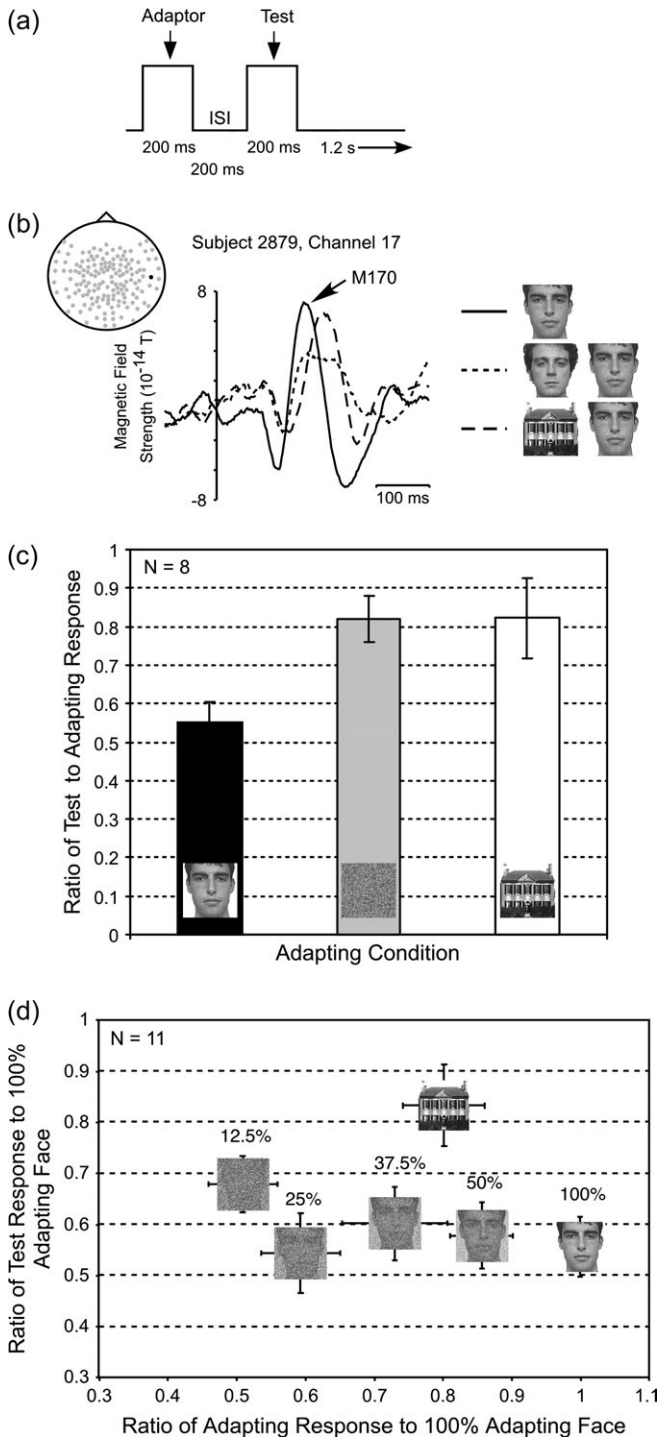 (a)
Adaptor
Test
ISI
200 ms
200 ms
1.2 s
200 ms
(b)
Subject 2879, Channel 17
M170
8
Magnetic Field
Strength (10⁻¹⁴ T)
-8
100 ms
(c)
N = 8
1
0.9
0.8
0.7
0.6
0.5
0.4
0.3
0.2
0.1
0
Ratio of Test to Adapting Response
Adapting Condition
(d)
N = 11
1
0.9
0.8
0.7
0.6
0.5
0.4
0.3
Ratio of Test Response to 100%
Adapting Face
12.5%
25%
37.5%
50%
100%
0.3 0.4 0.5 0.6 0.7 0.8 0.9 1 1.1
Ratio of Adapting Response to 100% Adapting Face